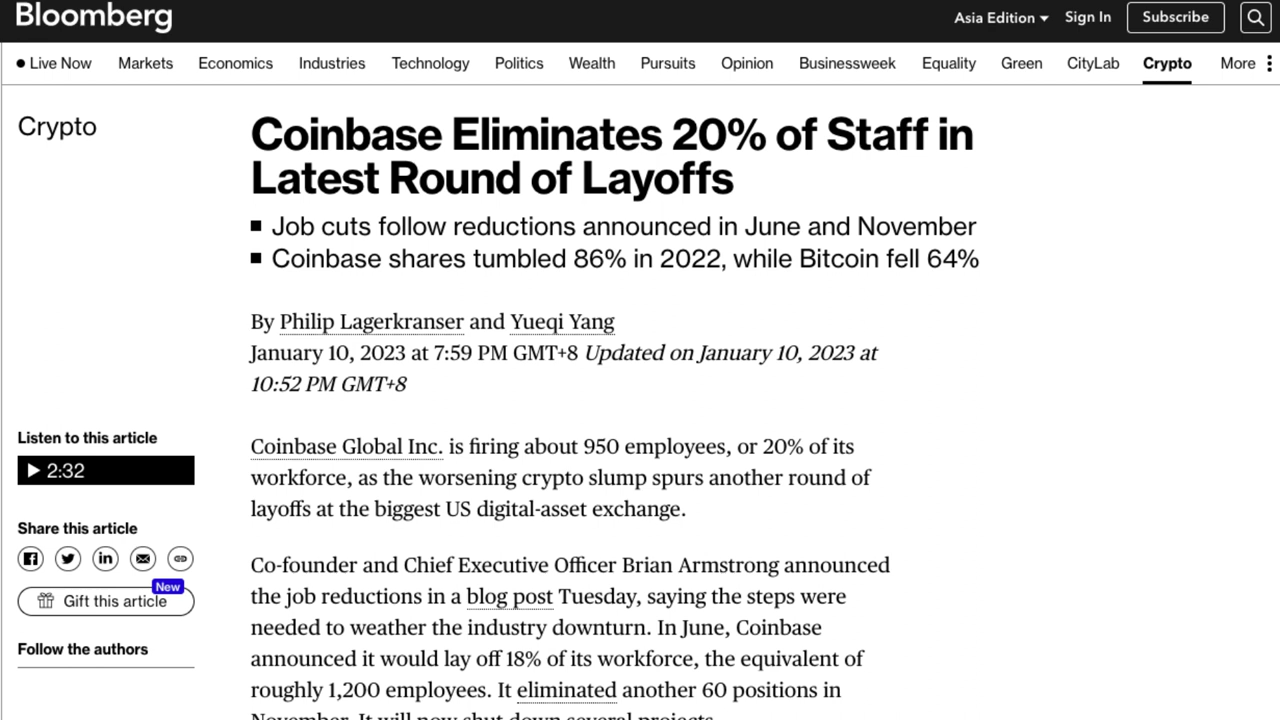 Bloomberg
Asia Edition
Sign In
Subscribe
Live Now
Markets
Economics
Industries
Technology
Politics
Wealth
Pursuits
Opinion
Businessweek
Equality
Green
CityLab
Crypto
More
Crypto
Coinbase Eliminates 20% of Staff in
Latest Round of Layoffs
Job cuts follow reductions announced in June and November
Coinbase shares tumbled 86% in 2022, while Bitcoin fell 64%
By Philip Lagerkranser and Yueqi Yang
January 10, 2023 at 7:59 PM GMT+8 Updated on January 10, 2023 at
10:52 PM GMT+8
Listen to this article
2:32
Share this article
New
Gift this article
Follow the authors
Coinbase Global Inc. is firing about 950 employees, or 20% of its
workforce, as the worsening crypto slump spurs another round of
layoffs at the biggest US digital-asset exchange.
Co-founder and Chief Executive Officer Brian Armstrong announced
the job reductions in a blog post Tuesday, saying the steps were
needed to weather the industry downturn. In June, Coinbase
announced it would lay off 18% of its workforce, the equivalent of
roughly 1,200 employees. It eliminated another 60 positions in
November. It will now shut down several projects